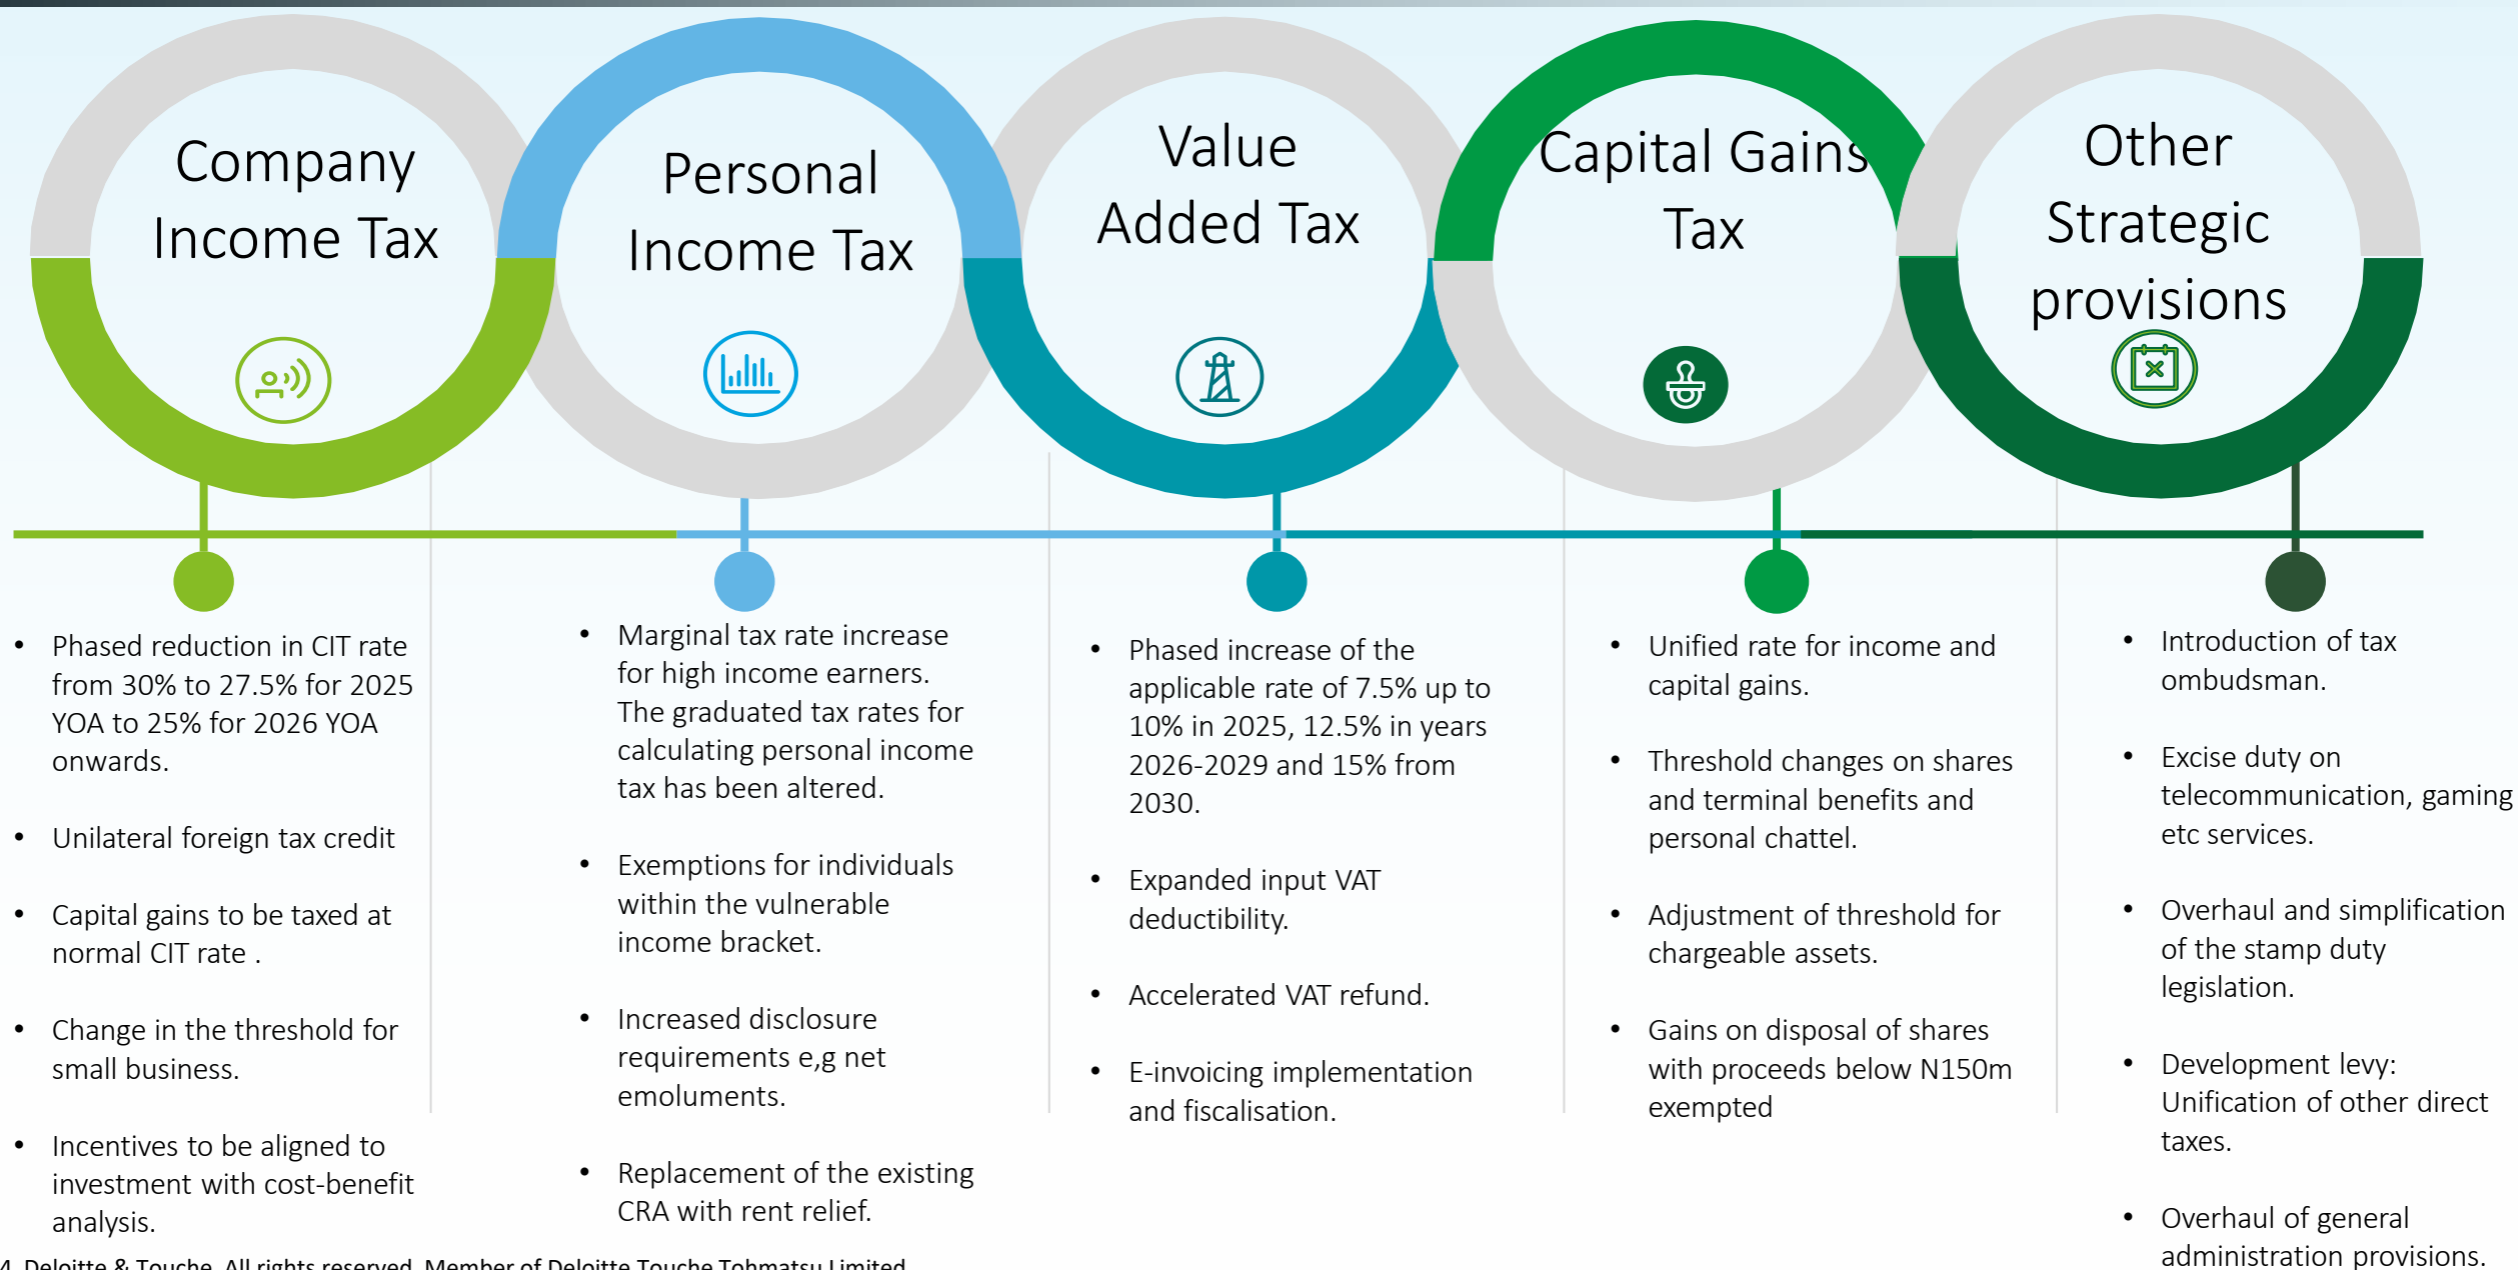 Company
Income Tax
Personal
Income Tax
Value
Added Tax
Capital Gains
Tax
Other
Strategic
provisions
• Phased reduction in CIT rate
from 30% to 27.5% for 2025
YOA to 25% for 2026 YOA
onwards.
• Unilateral foreign tax credit
• Capital gains to be taxed at
normal CIT rate .
• Change in the threshold for
small business.
• Incentives to be aligned to
investment with cost-benefit
analysis.
• Marginal tax rate increase
for high income earners.
The graduated tax rates for
calculating personal income
tax has been altered.
• Exemptions for individuals
within the vulnerable
income bracket.
• Increased disclosure
requirements e,g net
emoluments.
• Replacement of the existing
CRA with rent relief.
• Phased increase of the
applicable rate of 7.5% up to
10% in 2025, 12.5% in years
2026-2029 and 15% from
2030.
• Expanded input VAT
deductibility.
• Accelerated VAT refund.
• E-invoicing implementation
and fiscalisation.
• Unified rate for income and
capital gains.
• Threshold changes on shares
and terminal benefits and
personal chattel.
• Adjustment of threshold for
chargeable assets.
• Gains on disposal of shares
with proceeds below N150m
exempted
• Introduction of tax
ombudsman.
• Excise duty on
telecommunication, gaming
etc services.
• Overhaul and simplification
of the stamp duty
legislation.
• Development levy:
Unification of other direct
taxes.
• Overhaul of general
administration provisions.
4 Deloitte & Touche. All rights reserved. Member of Deloitte Touche Tohmatsu Limited